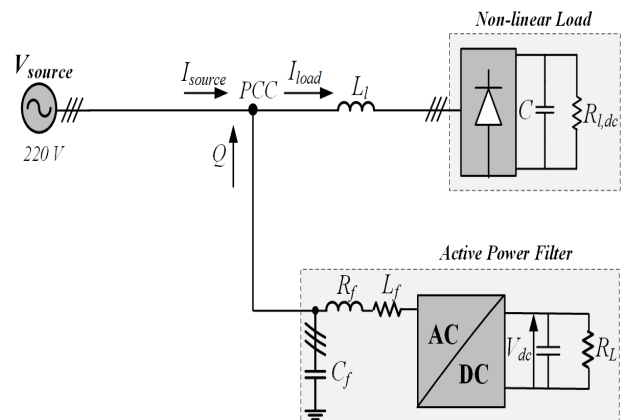 Non-linear Load
V_source
I_source
PCC
I_load
L_l
C
R_l,dc
220 V
Q
Active Power Filter
R_f
L_f
AC
DC
V_dc
R_L
C_f